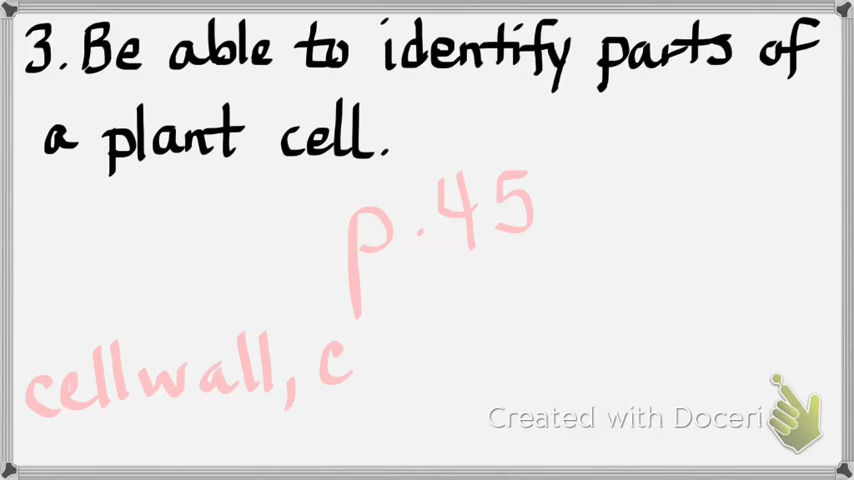 3. Be able to identify parts of
a plant cell.
p.45
cellwall, c
Created with Doceri